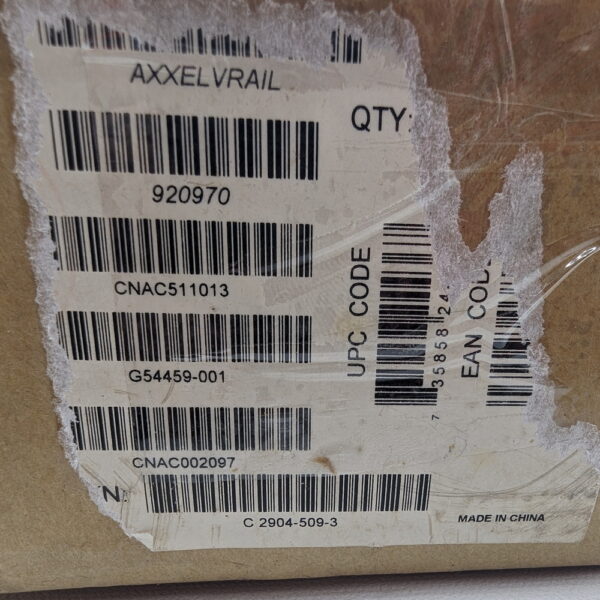 AXXELVRAIL
QTY:
920970
CNAC511013
G54459-001
CNAC002097
N:
C 2904-509-3
UPC CODE
7 35858 24
EAN COD
MADE IN CHINA